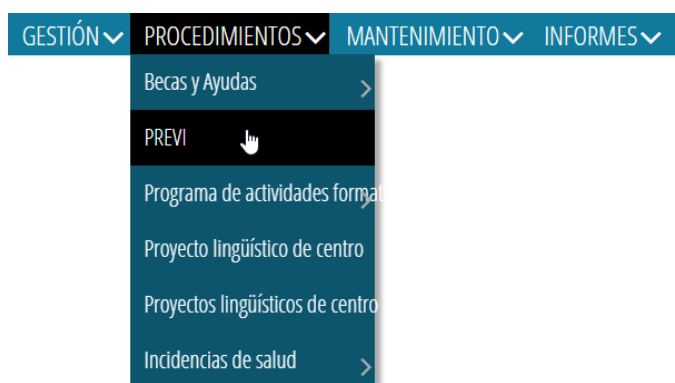 GESTIÓN PROCEDIMIENTOS MANTENIMIENTO INFORMES
Becas y Ayudas
PREVI
Programa de actividades format
Proyecto lingüístico de centro
Proyectos lingüísticos de centro
Incidencias de salud